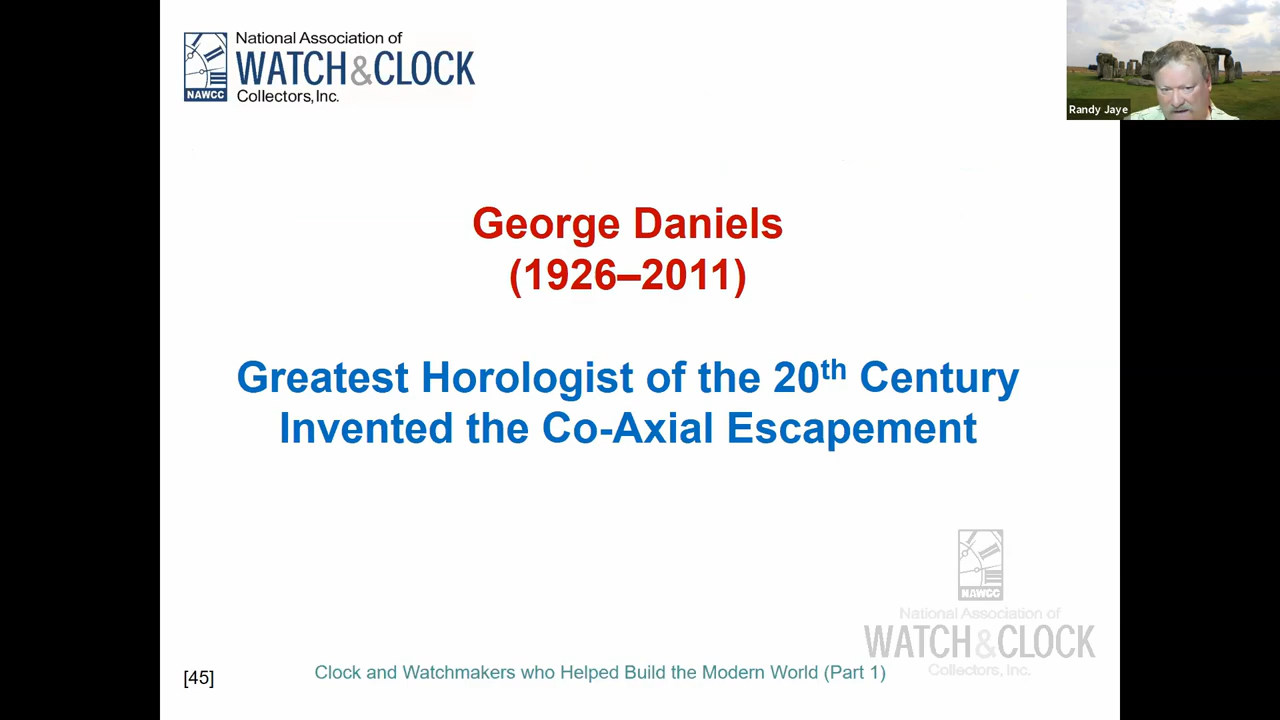 National Association of
WATCH&CLOCK
Collectors, Inc.
NAWCC
Randy Jaye
George Daniels
(1926–2011)
Greatest Horologist of the 20th Century
Invented the Co-Axial Escapement
NAWCC
National Association of
WATCH&CLOCK
Collectors, Inc.
[45]
Clock and Watchmakers who Helped Build the Modern World (Part 1)